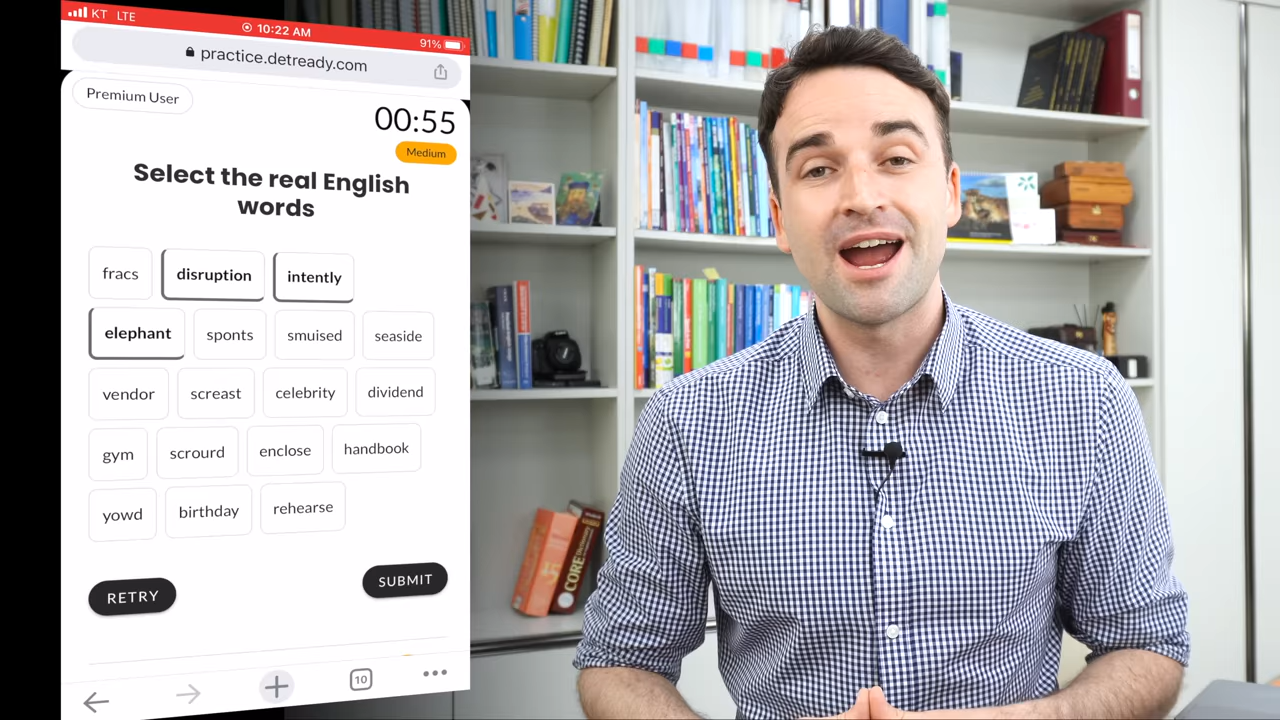 KT LTE 10:22 AM 91%
practice.detready.com
Premium User
00:55
Medium
Select the real English
words
fracs disruption intently
elephant sponts smuised seaside
vendor screast celebrity dividend
gym scrourd enclose handbook
yowd birthday rehearse
RETRY SUBMIT
10
CORE